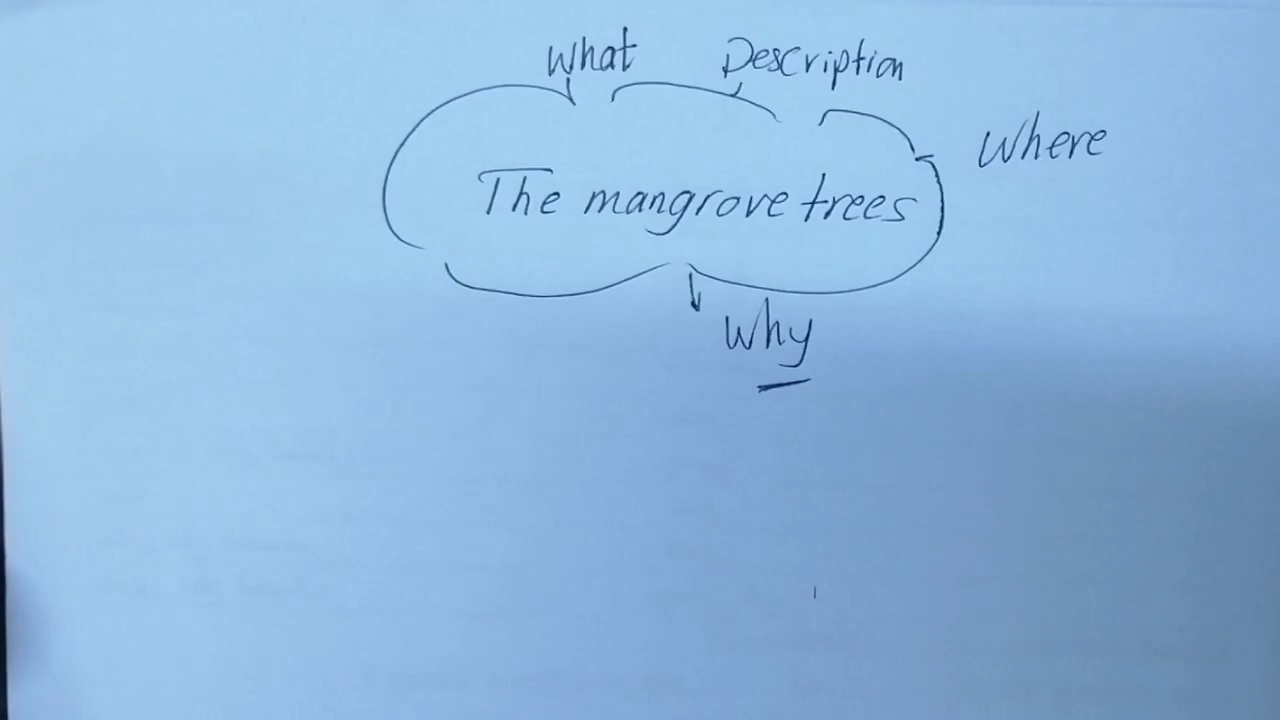 What
Description
Where
The mangrove trees
Why